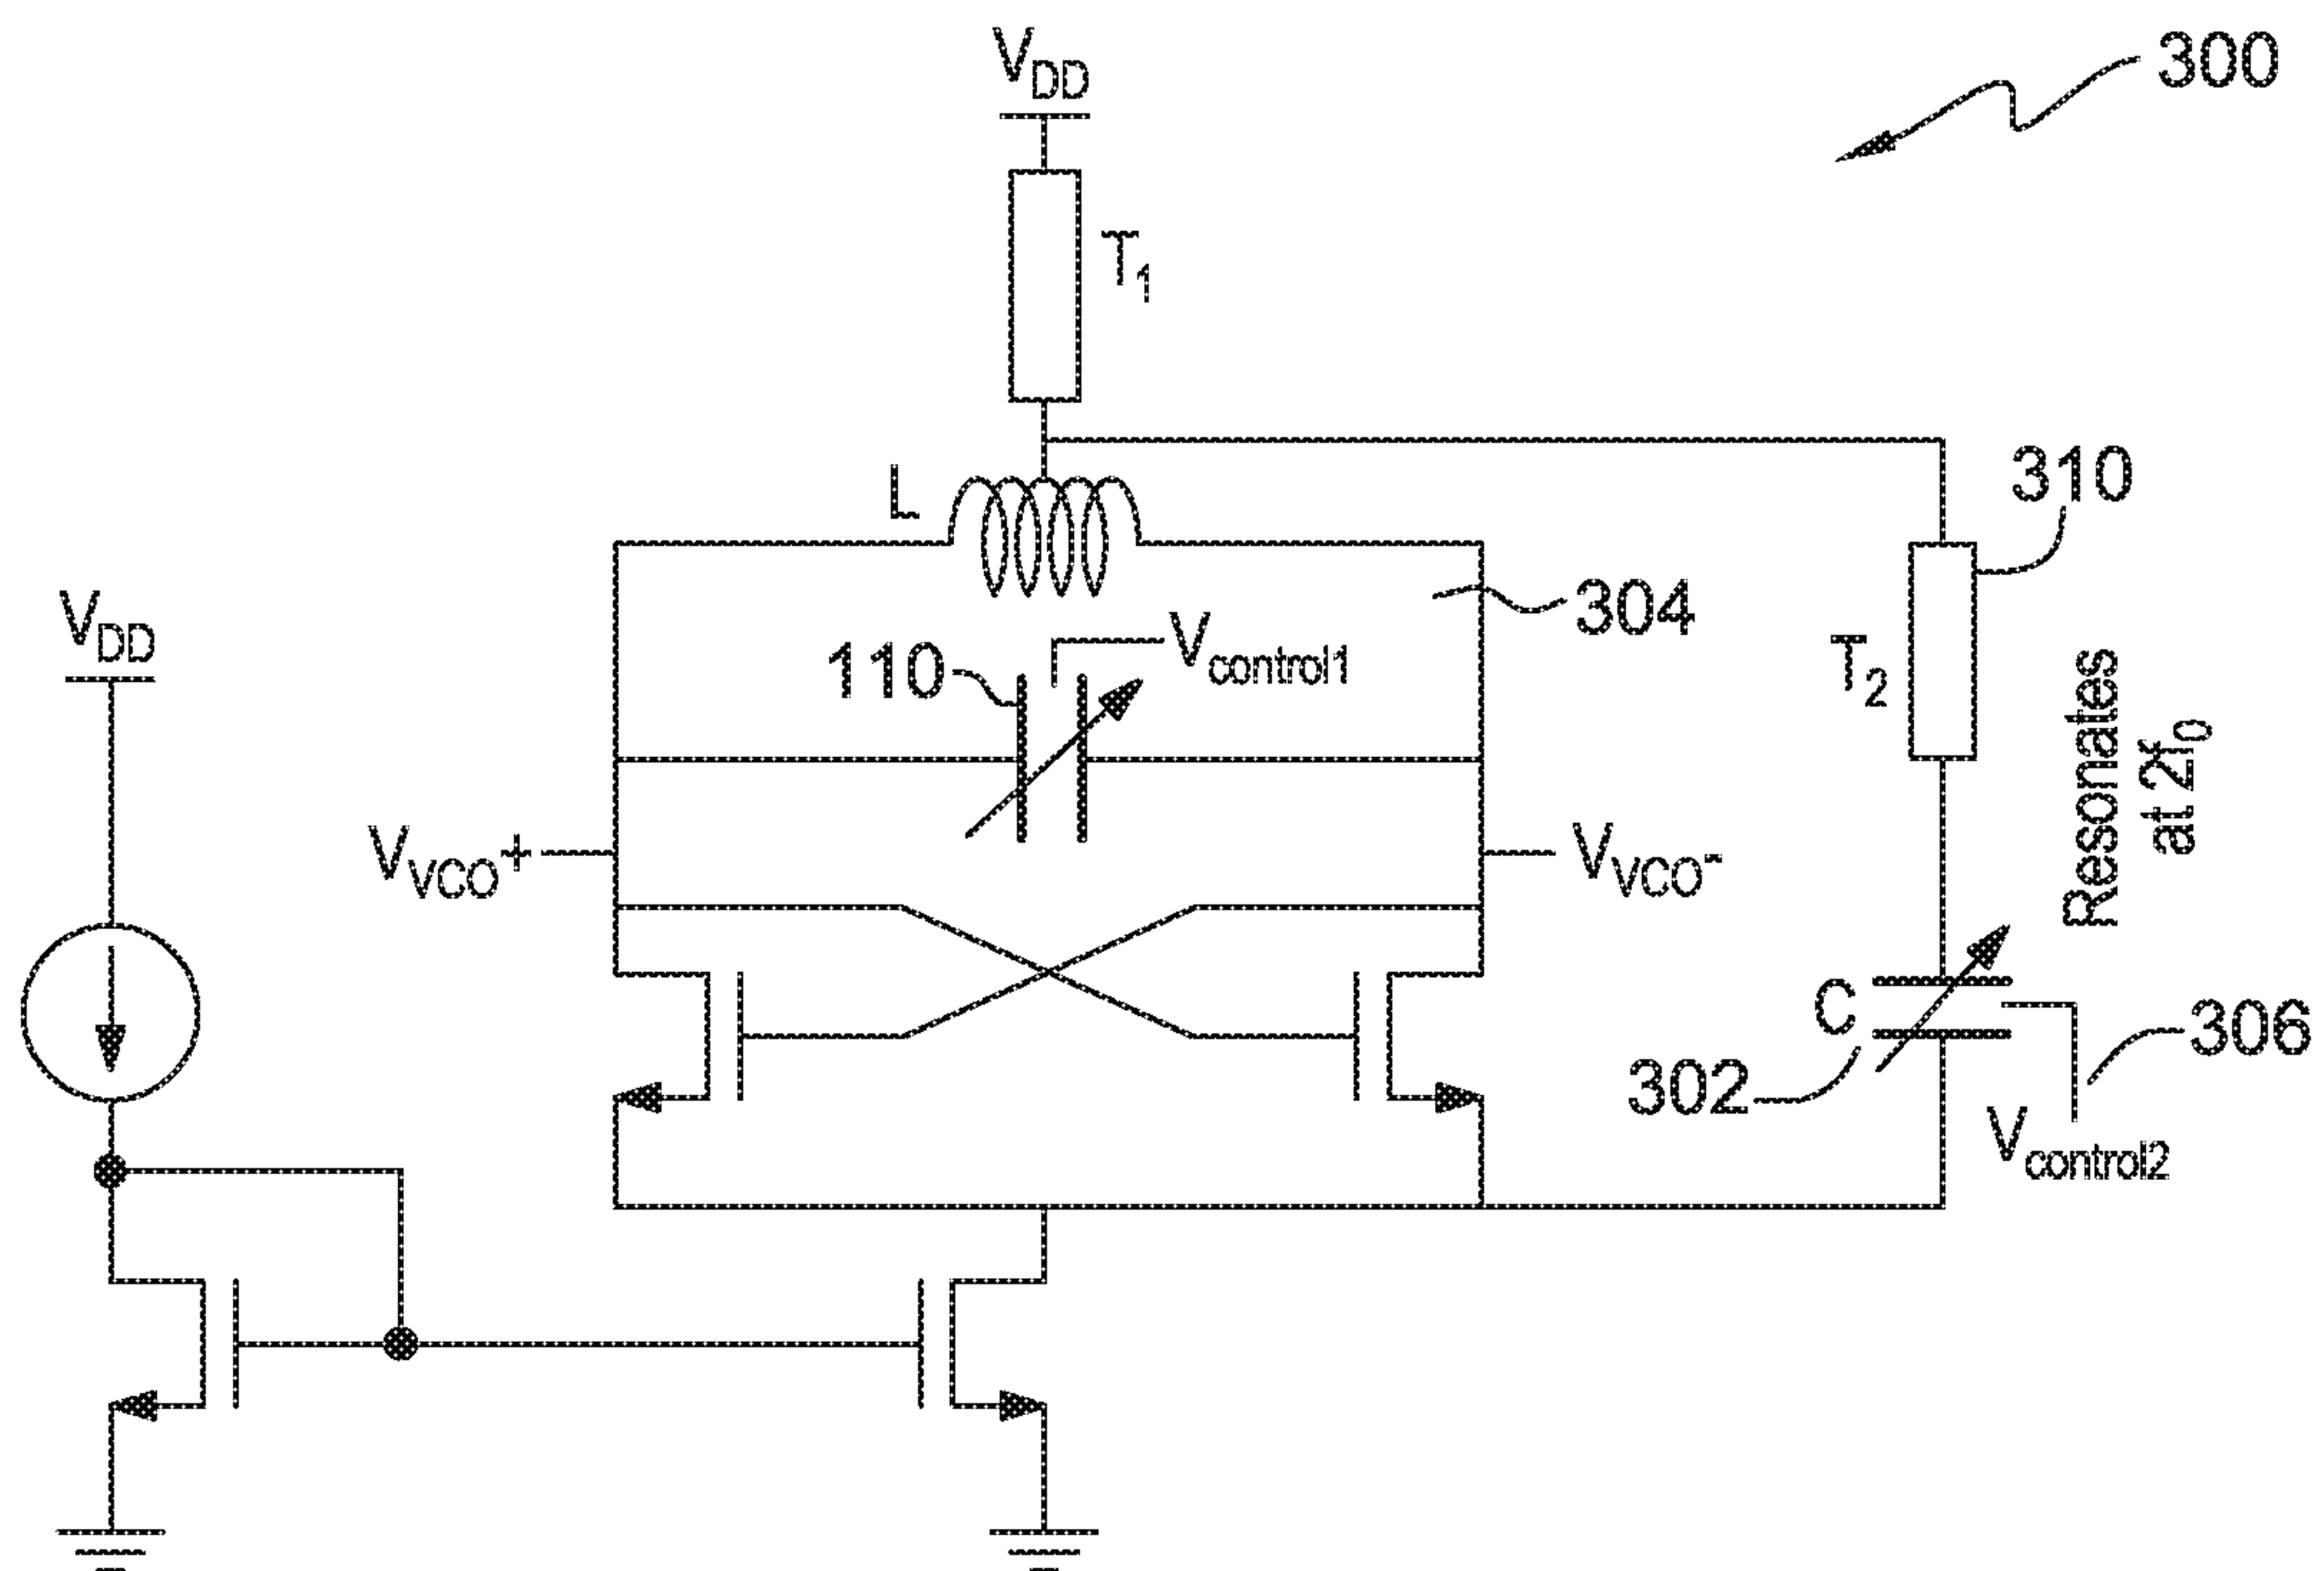 300
VDD
T1
310
L
304
VDD
110
Vcontrol1
T2
Resonates
at 2f0
VVCO+
VVCO-
C
306
302
Vcontrol2